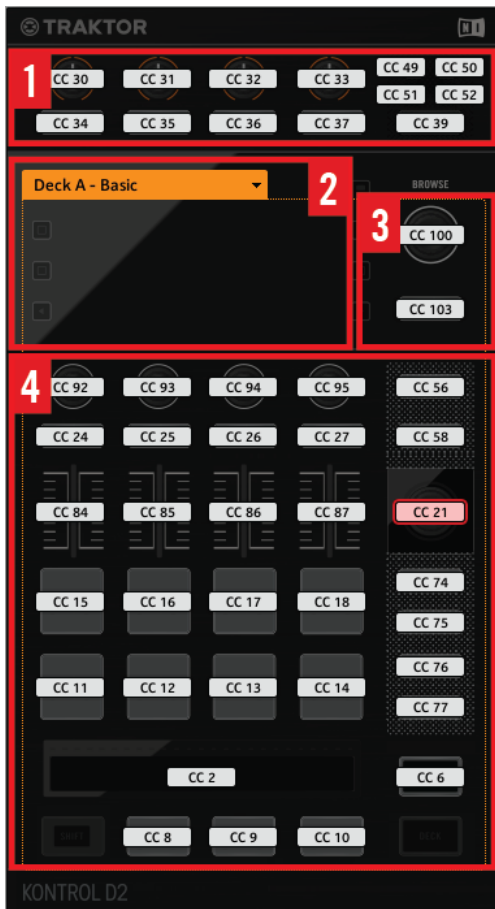 TRAKTOR
1
CC 30 CC 31 CC 32 CC 33 CC 49 CC 50
CC 51 CC 52
CC 34 CC 35 CC 36 CC 37 CC 39
Deck A - Basic
2
BROWSE
3
CC 100
CC 103
4
CC 92 CC 93 CC 94 CC 95 CC 56
CC 24 CC 25 CC 26 CC 27 CC 58
CC 84 CC 85 CC 86 CC 87 CC 21
CC 74
CC 15 CC 16 CC 17 CC 18
CC 75
CC 76
CC 11 CC 12 CC 13 CC 14
CC 77
CC 2 CC 6
SHIFT CC 8 CC 9 CC 10 DECK
KONTROL D2